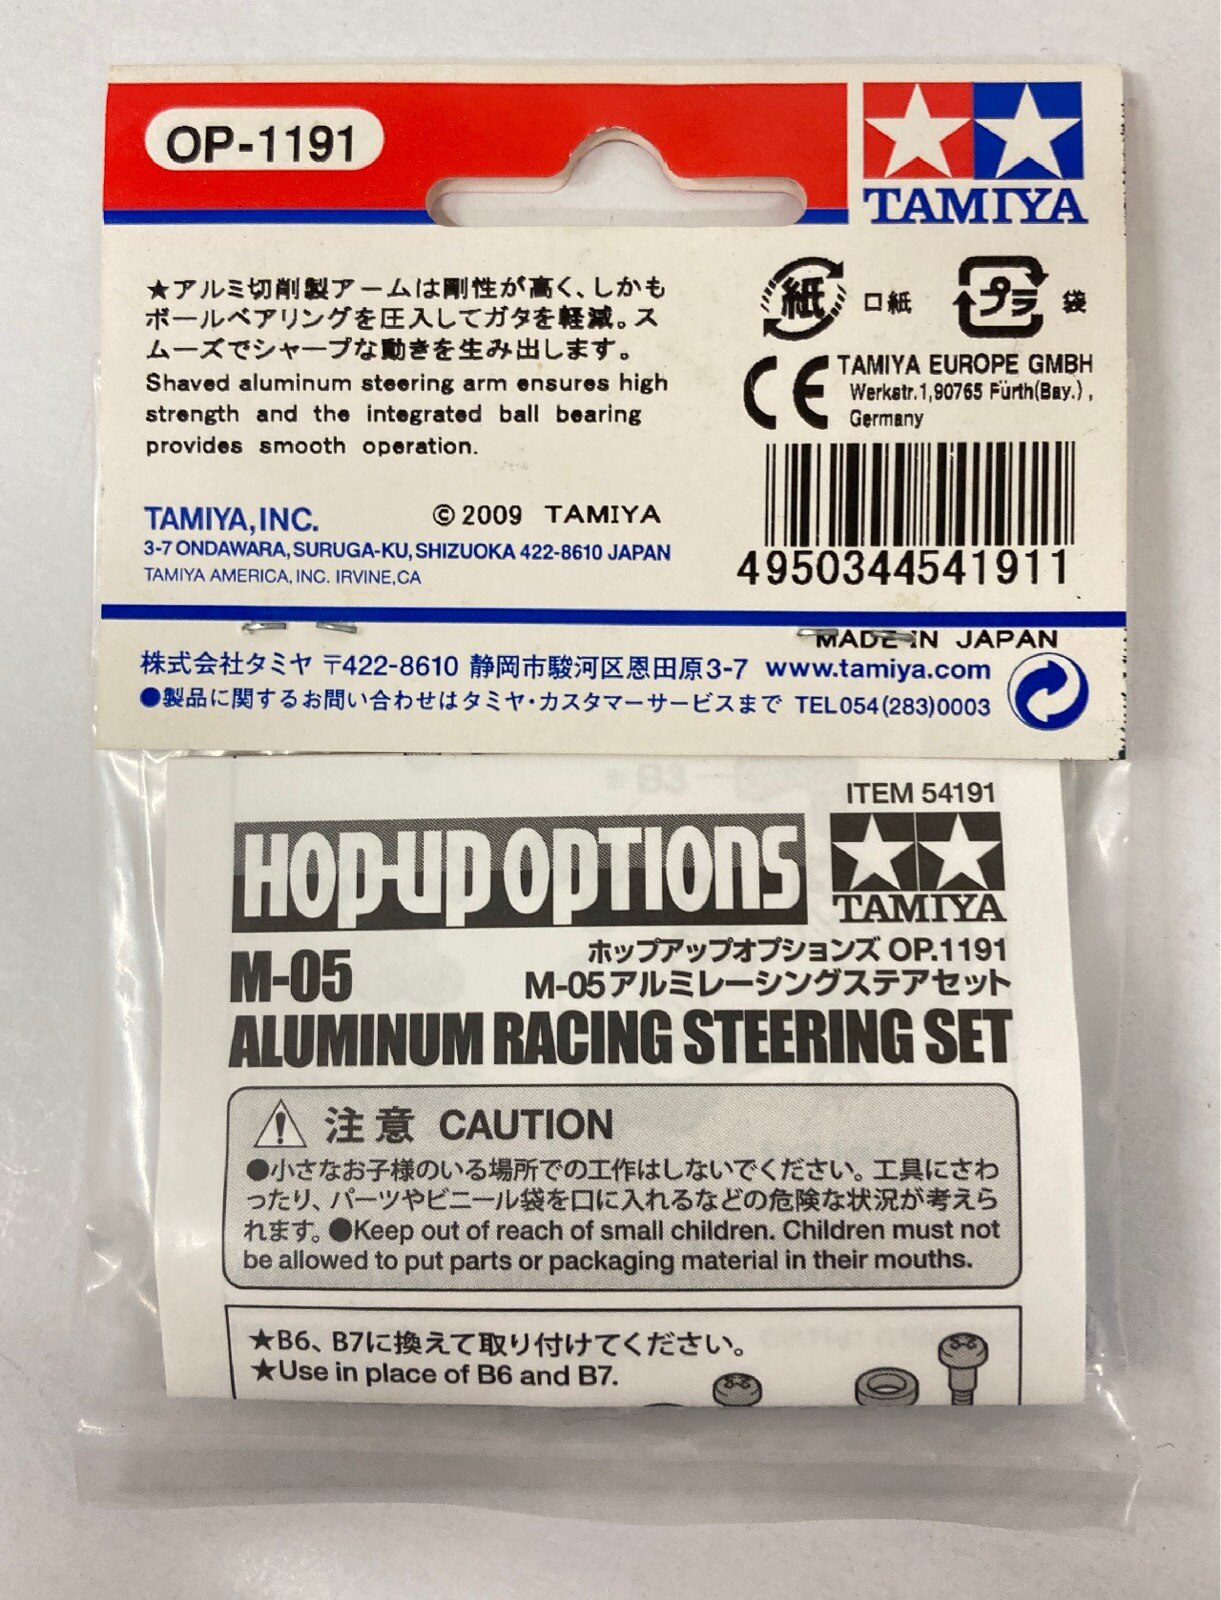 OP-1191
TAMIYA
★アルミ切削製アームは剛性が高く、しかも
ボールベアリングを圧入してガタを軽減。ス
ムーズでシャープな動きを生み出します。
Shaved aluminum steering arm ensures high
strength and the integrated ball bearing
provides smooth operation.
紙 口紙 プラ 袋
CE TAMIYA EUROPE GMBH
Werkstr.1,90765 Fürth(Bay.),
Germany
TAMIYA, INC. © 2009 TAMIYA
3-7 ONDAWARA, SURUGA-KU, SHIZUOKA 422-8610 JAPAN
TAMIYA AMERICA, INC. IRVINE, CA
4950344541911
MADE IN JAPAN
株式会社タミヤ 〒422-8610 静岡市駿河区恩田原3-7 www.tamiya.com
●製品に関するお問い合わせはタミヤ・カスタマーサービスまで TEL054(283)0003
B3
ITEM 54191
HOP-UP OPTIONS
TAMIYA
ホップアップオプションズ OP.1191
M-05アルミレーシングステアセット
M-05
ALUMINUM RACING STEERING SET
注意 CAUTION
●小さなお子様のいる場所での工作はしないでください。工具にさわ
ったり、パーツやビニール袋を口に入れるなどの危険な状況が考えら
れます。●Keep out of reach of small children. Children must not
be allowed to put parts or packaging material in their mouths.
★B6、B7に換えて取り付けてください。
★Use in place of B6 and B7.